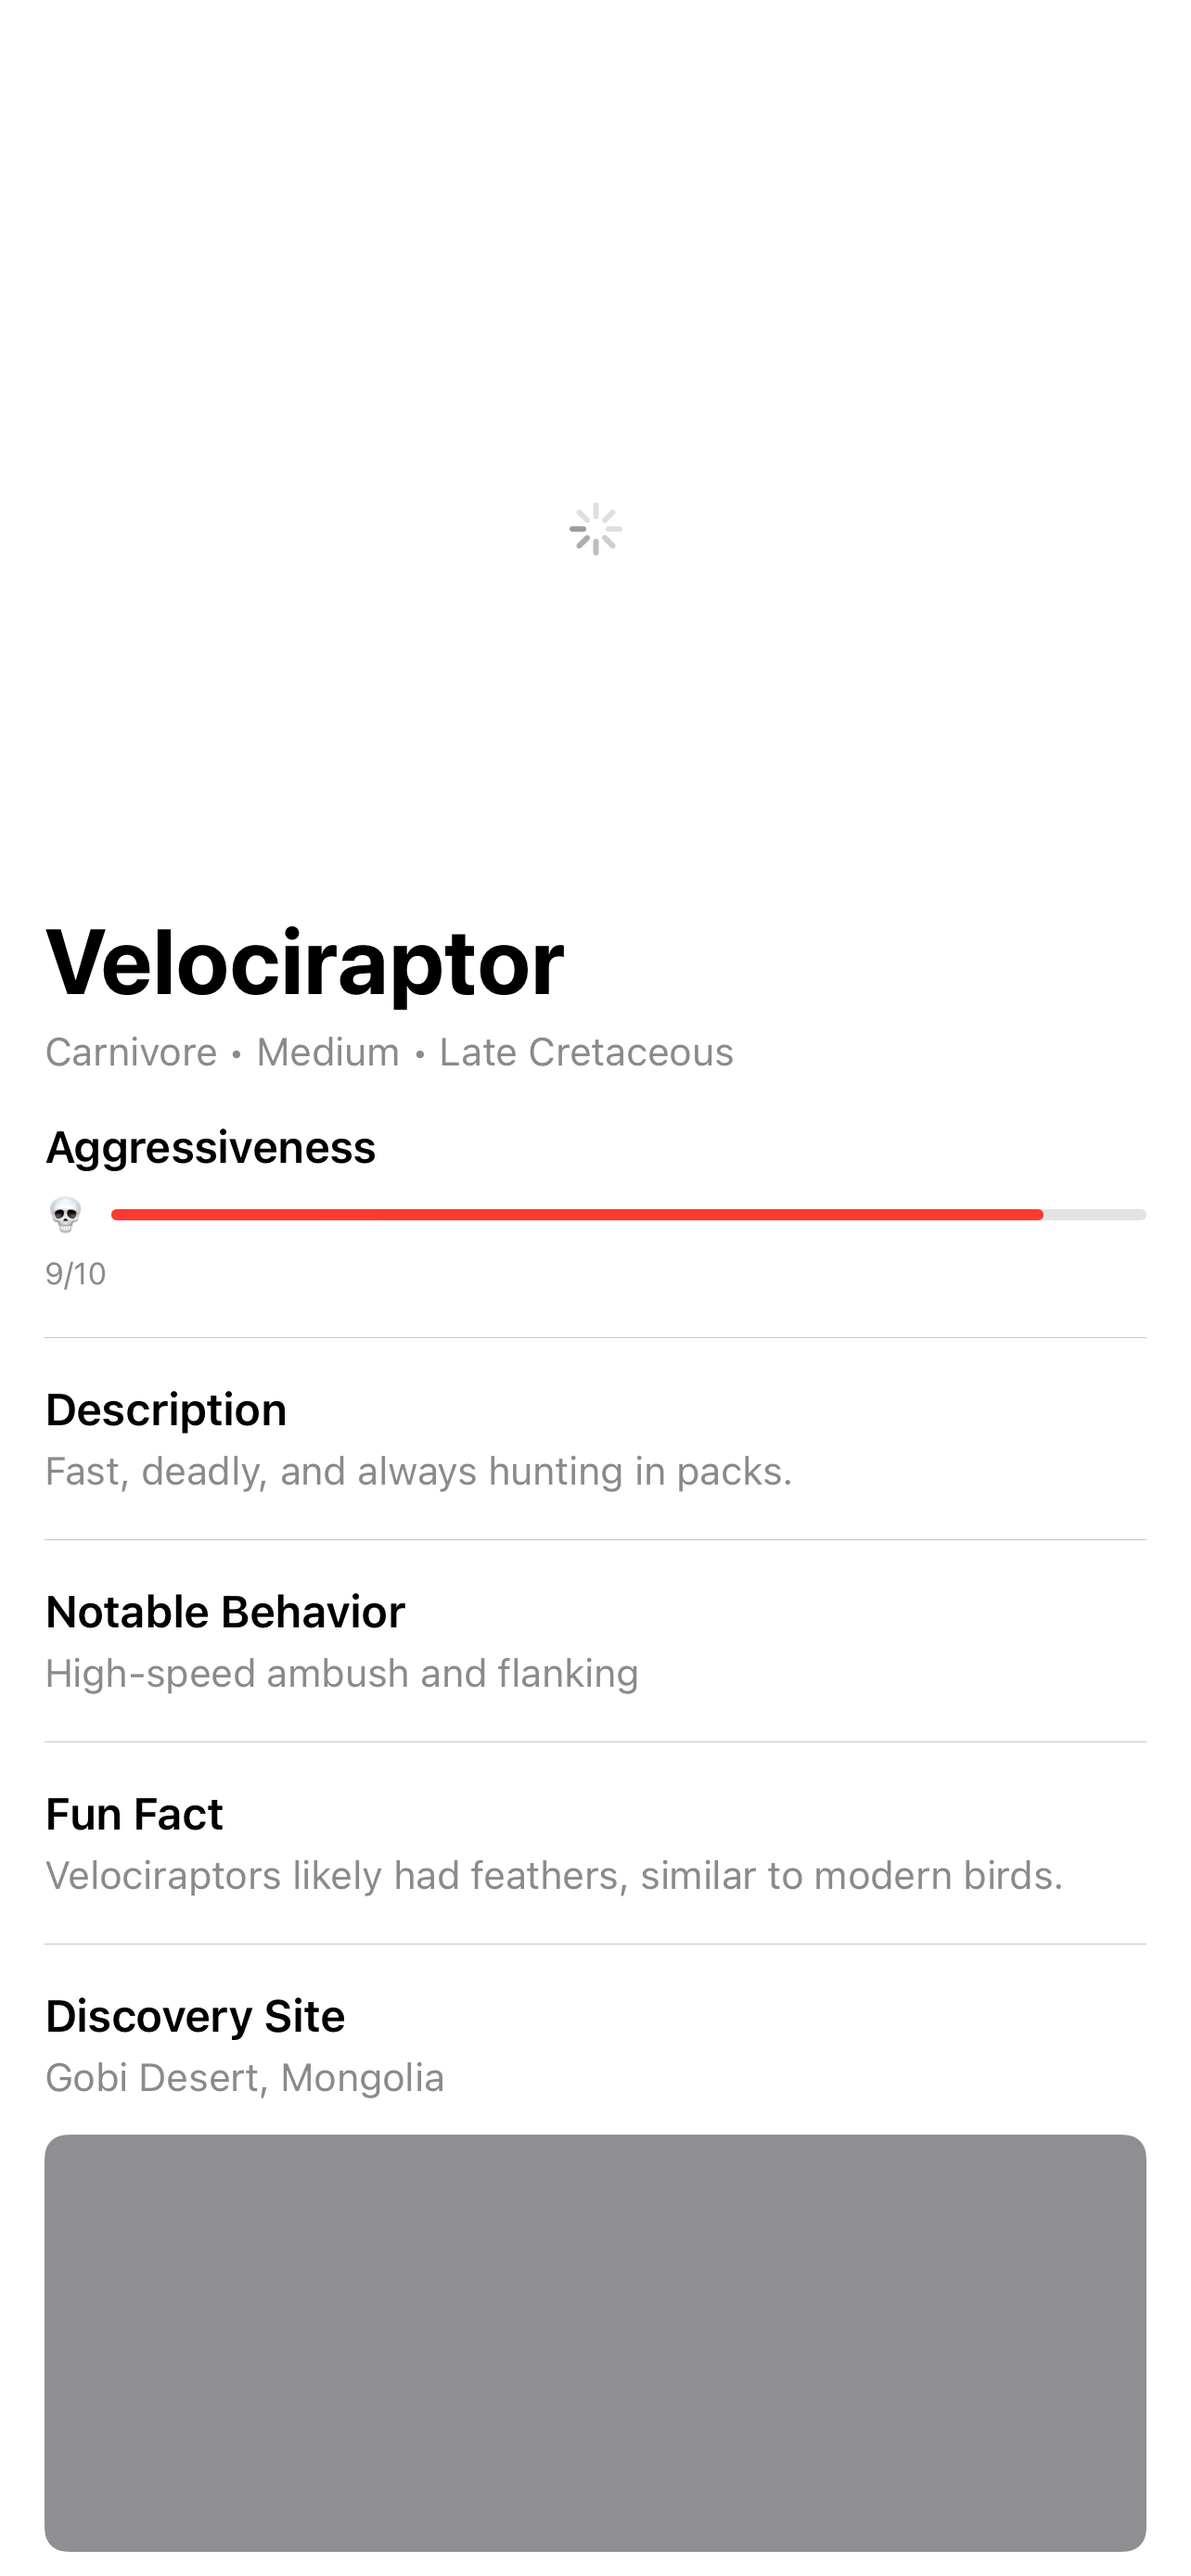 Velociraptor
Carnivore • Medium • Late Cretaceous
Aggressiveness
💀
9/10
Description
Fast, deadly, and always hunting in packs.
Notable Behavior
High-speed ambush and flanking
Fun Fact
Velociraptors likely had feathers, similar to modern birds.
Discovery Site
Gobi Desert, Mongolia